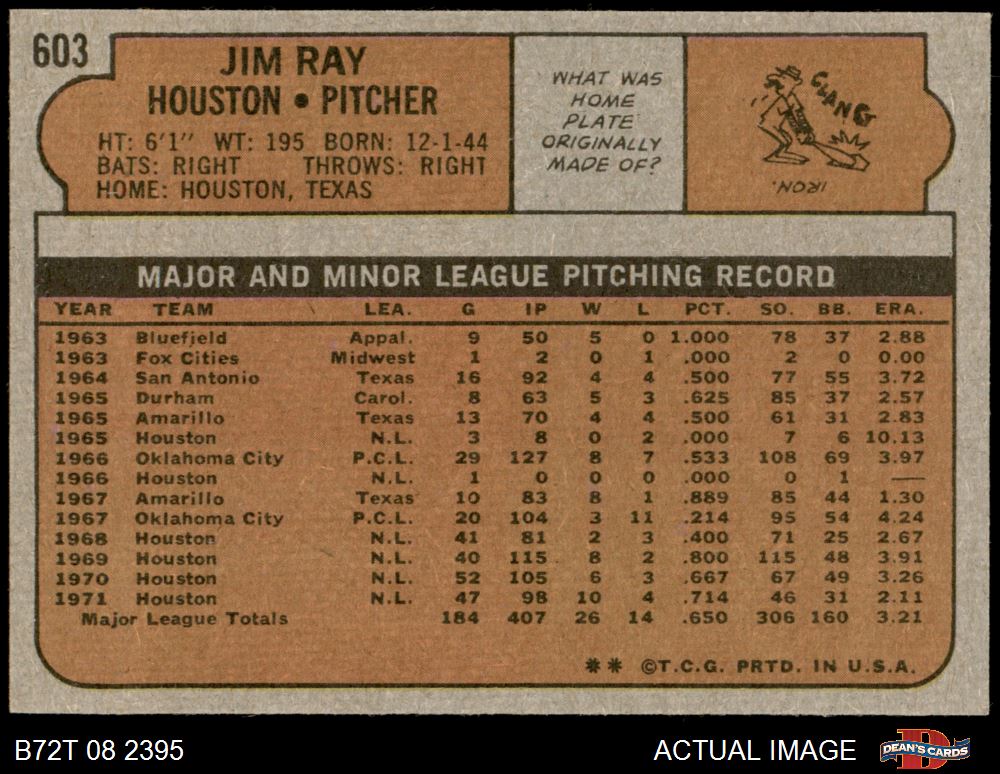 603
JIM RAY
HOUSTON • PITCHER
HT: 6'1" WT: 195 BORN: 12-1-44
BATS: RIGHT THROWS: RIGHT
HOME: HOUSTON, TEXAS
WHAT WAS
HOME
PLATE
ORIGINALLY
MADE OF?
CLANG
IRON.
MAJOR AND MINOR LEAGUE PITCHING RECORD
YEAR TEAM LEA. G IP W L PCT. SO. BB. ERA.
1963 Bluefield Appal. 9 50 5 0 1.000 78 37 2.88
1963 Fox Cities Midwest 1 2 0 1 .000 2 0 0.00
1964 San Antonio Texas 16 92 4 4 .500 77 55 3.72
1965 Durham Carol. 8 63 5 3 .625 85 37 2.57
1965 Amarillo Texas 13 70 4 4 .500 61 31 2.83
1965 Houston N.L. 3 8 0 2 .000 7 6 10.13
1966 Oklahoma City P.C.L. 29 127 8 7 .533 108 69 3.97
1966 Houston N.L. 1 0 0 0 .000 0 1 —
1967 Amarillo Texas 10 83 8 1 .889 85 44 1.30
1967 Oklahoma City P.C.L. 20 104 3 11 .214 95 54 4.24
1968 Houston N.L. 41 81 2 3 .400 71 25 2.67
1969 Houston N.L. 40 115 8 2 .800 115 48 3.91
1970 Houston N.L. 52 105 6 3 .667 67 49 3.26
1971 Houston N.L. 47 98 10 4 .714 46 31 2.11
Major League Totals 184 407 26 14 .650 306 160 3.21
** ©T.C.G. PRTD. IN U.S.A.
B72T 08 2395
ACTUAL IMAGE
DEAN'S CARDS